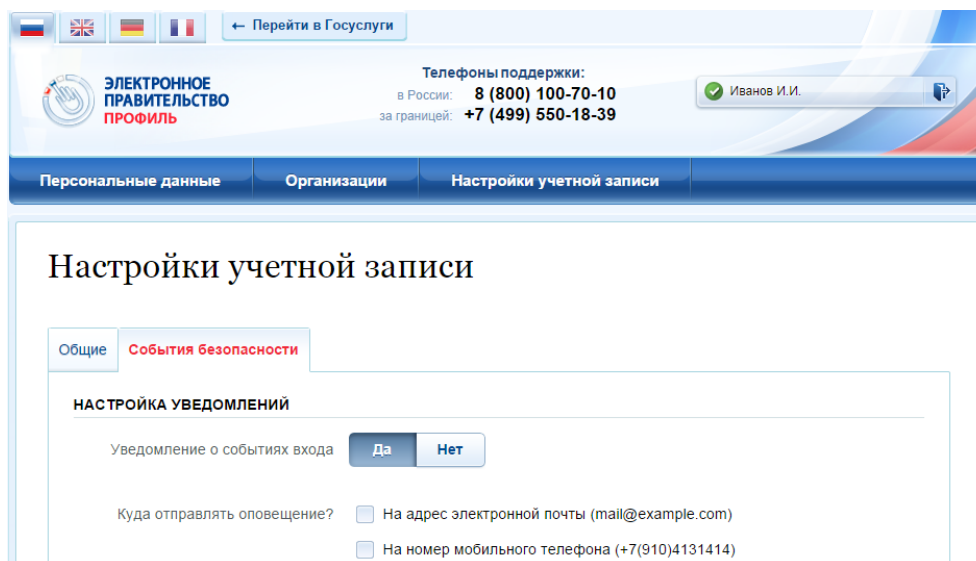 ← Перейти в Госуслуги
ЭЛЕКТРОННОЕ
ПРАВИТЕЛЬСТВО
ПРОФИЛЬ
Телефоны поддержки:
в России: 8 (800) 100-70-10
за границей: +7 (499) 550-18-39
Иванов И.И.
Персональные данные Организации Настройки учетной записи
Настройки учетной записи
Общие События безопасности
НАСТРОЙКА УВЕДОМЛЕНИЙ
Уведомление о событиях входа Да Нет
Куда отправлять оповещение? На адрес электронной почты (mail@example.com)
На номер мобильного телефона (+7(910)4131414)